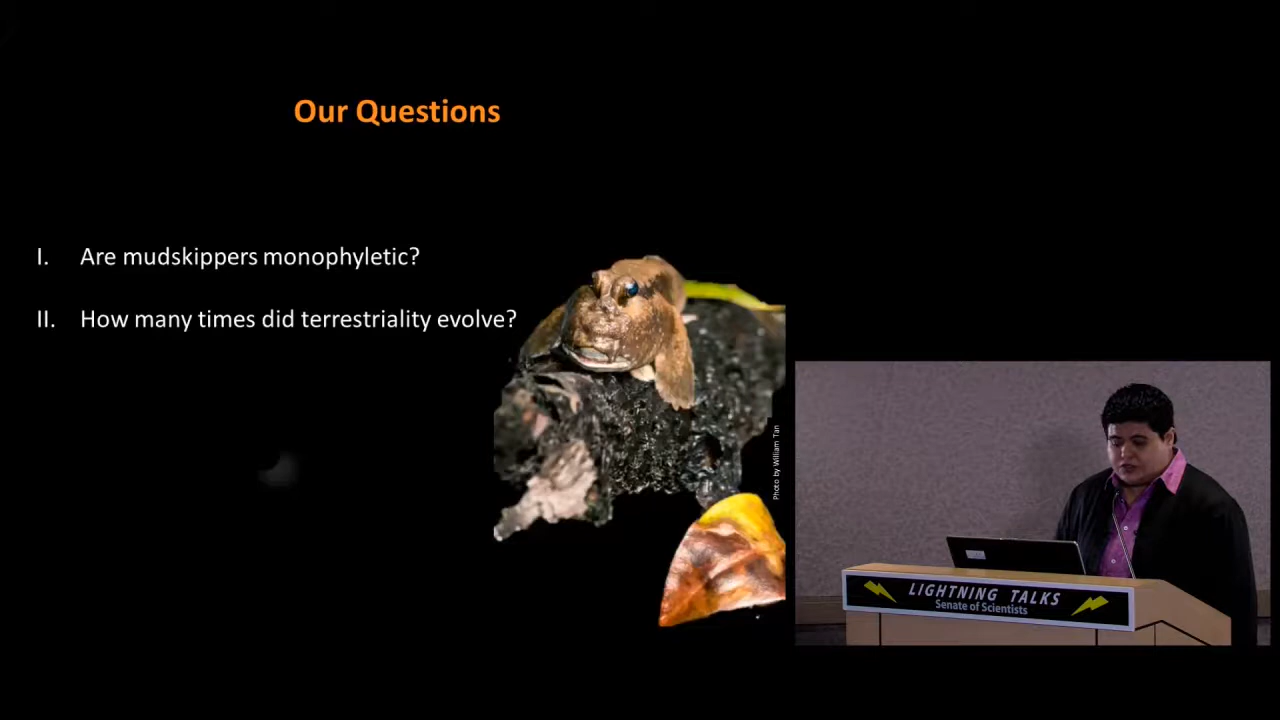 Our Questions
I. Are mudskippers monophyletic?
II. How many times did terrestriality evolve?
Photo by William Tan
LIGHTNING TALKS
Senate of Scientists